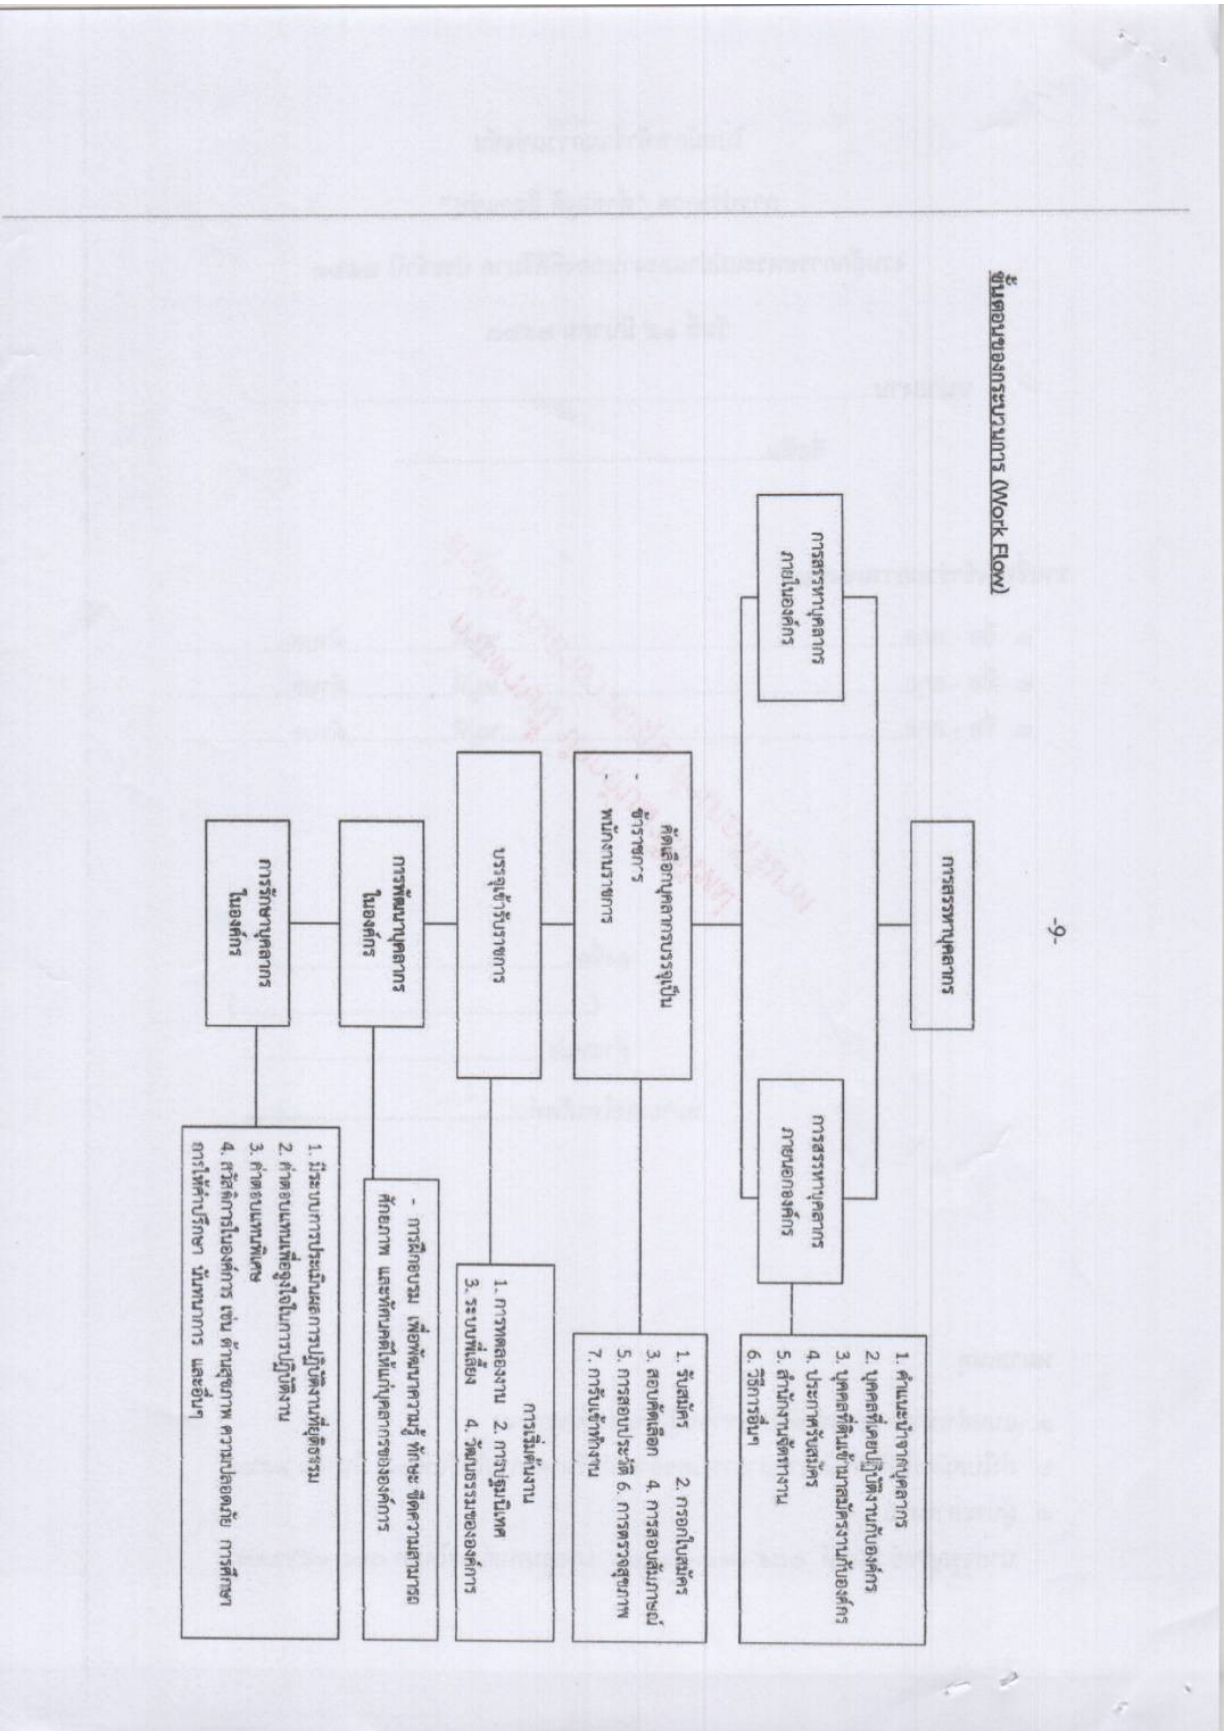 -9-
ขั้นตอนของกระบวนการ (Work Flow)
การสรรหาบุคลากร
การสรรหาบุคลากร
ภายในองค์กร
การสรรหาบุคลากร
ภายนอกองค์กร
1. คำแนะนำจากบุคลากร
2. บุคคลที่เคยปฏิบัติงานกับองค์กร
3. บุคคลที่เดินเข้ามาสมัครงานกับองค์กร
4. ประกาศรับสมัคร
5. สำนักงานจัดหางาน
6. วิธีการอื่นๆ
คัดเลือกบุคลากรบรรจุเป็น
- ข้าราชการ
- พนักงานราชการ
1. รับสมัคร 2. กรอกใบสมัคร
3. สอบคัดเลือก 4. การสอบสัมภาษณ์
5. การสอบประวัติ 6. การตรวจสุขภาพ
7. การรับเข้าทำงาน
บรรจุเข้ารับราชการ
การเริ่มต้นงาน
1. การทดลองงาน 2. การปฐมนิเทศ
3. ระบบพี่เลี้ยง 4. วัฒนธรรมขององค์การ
การพัฒนาบุคลากร
ในองค์กร
- การฝึกอบรม เพื่อพัฒนาความรู้ ทักษะ ขีดความสามารถ
ศักยภาพ และทัศนคติให้แก่บุคลากรขององค์การ
การรักษาบุคลากร
ในองค์กร
1. มีระบบการประเมินผลการปฏิบัติงานที่ยุติธรรม
2. ค่าตอบแทนเพื่อจูงใจในการปฏิบัติงาน
3. ค่าตอบแทนพิเศษ
4. สวัสดิการในองค์การ เช่น ด้านสุขภาพ ความปลอดภัย การศึกษา
การให้คำปรึกษา นันทนาการ และอื่นๆ